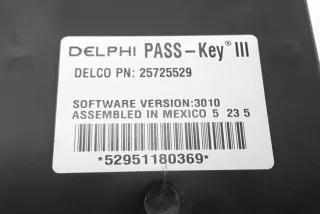 DELPHI PASS-Key® III
DELCO PN: 25725529
SOFTWARE VERSION:3010
ASSEMBLED IN MEXICO 5 23 5
*52951180369*